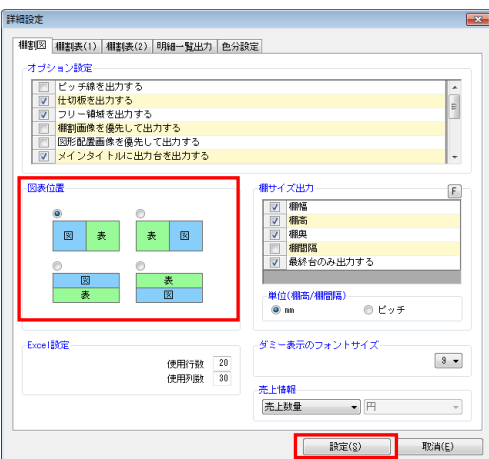 詳細設定
棚割図 棚割表(1) 棚割表(2) 明細一覧出力 色分設定
オプション設定
ピッチ線を出力する
仕切板を出力する
フリー領域を出力する
棚割画像を優先して出力する
図形配置画像を優先して出力する
メインタイトルに出力台を出力する
図表位置
図 表 表 図
図 表
表 図
棚サイズ出力 F
棚幅
棚高
棚奥
棚間隔
最終台のみ出力する
単位(棚高/棚間隔)
mm ピッチ
Excel設定
使用行数 20
使用列数 30
ダミー表示のフォントサイズ
9
売上情報
売上数量 円
設定(S) 取消(E)